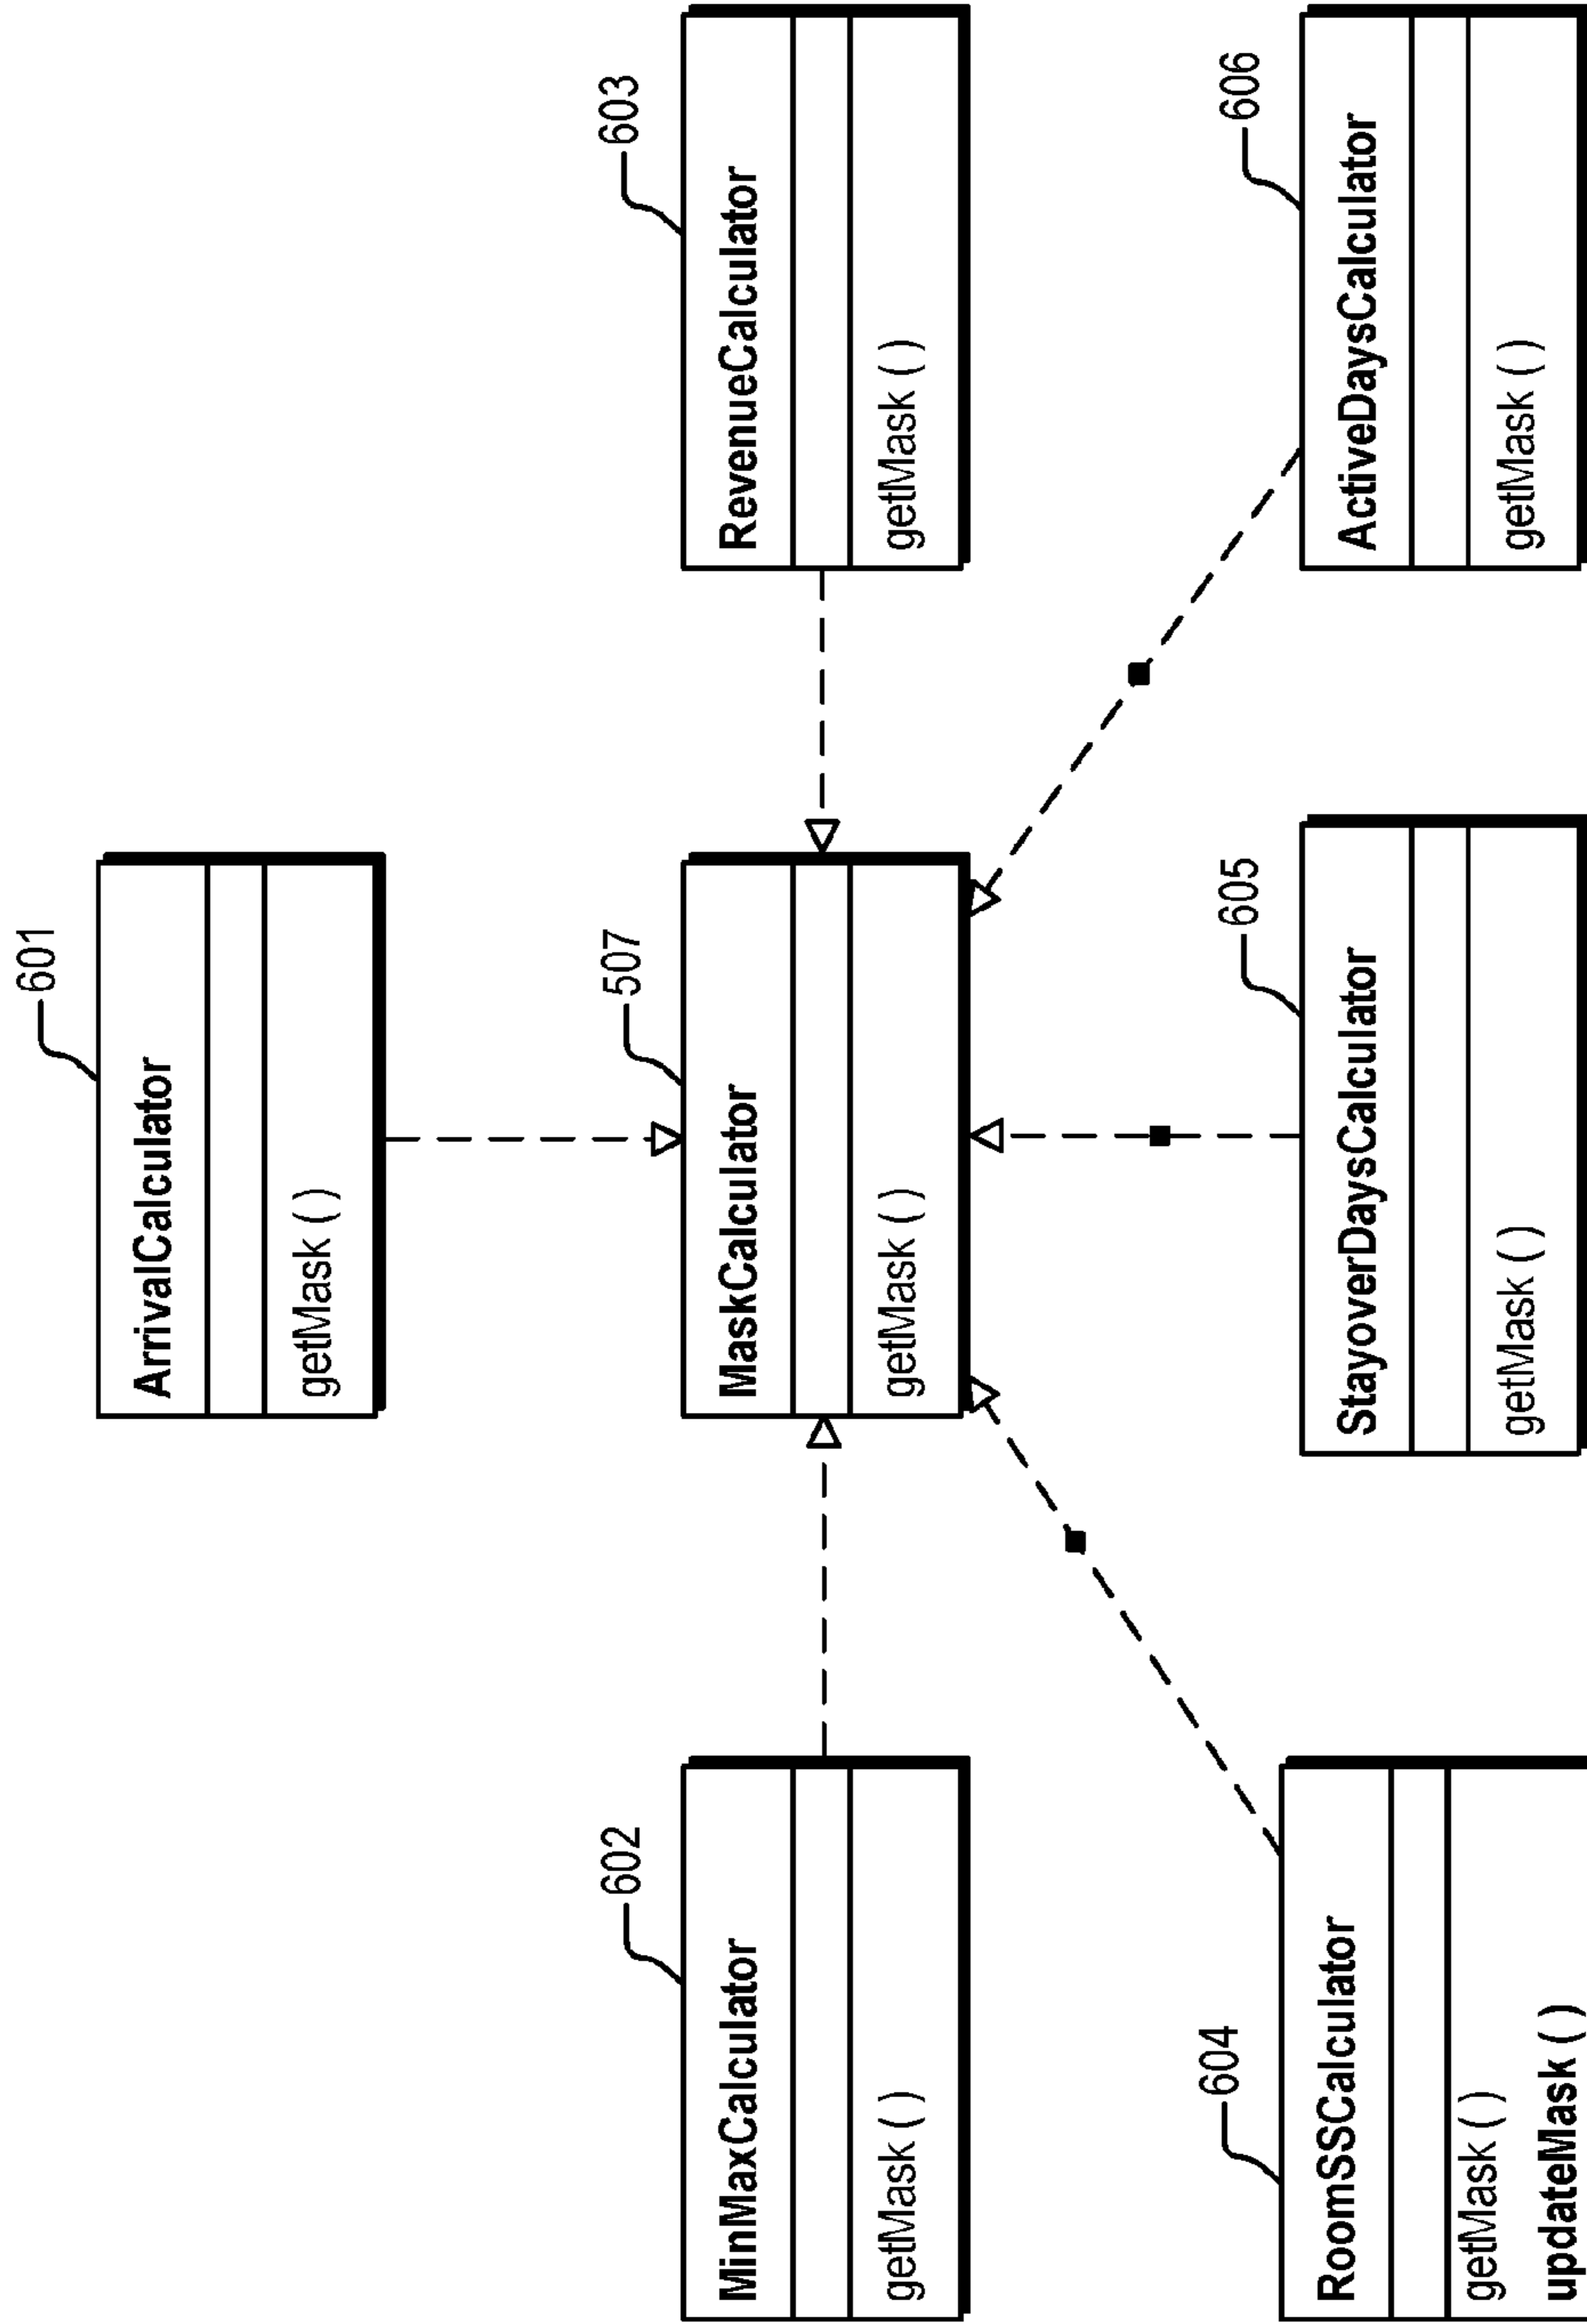 601
ArrivalCalculator
getMask ( )
602
MinMaxCalculator
getMask ( )
507
MaskCalculator
getMask ( )
603
RevenueCalculator
getMask ( )
604
RoomSSCalculator
getMask ( )
updateMask ( )
605
StayoverDaysCalculator
getMask ( )
606
ActiveDaysCalculator
getMask ( )